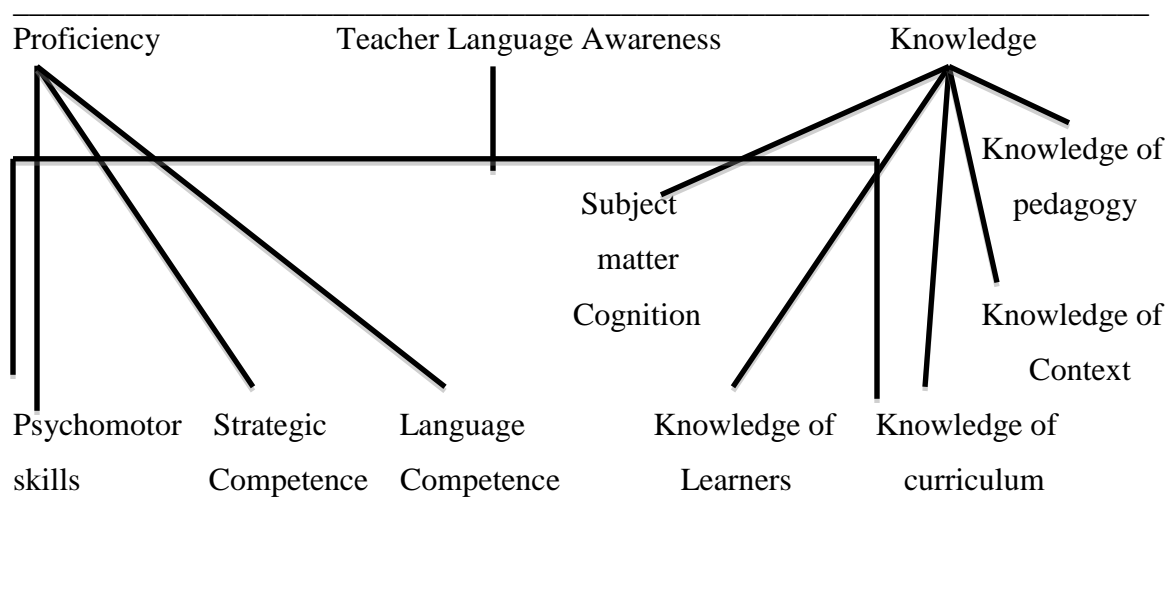 Proficiency Teacher Language Awareness Knowledge
Knowledge of
pedagogy
Subject
matter
Cognition
Knowledge of
Context
Psychomotor
skills
Strategic
Competence
Language
Competence
Knowledge of
Learners
Knowledge of
curriculum